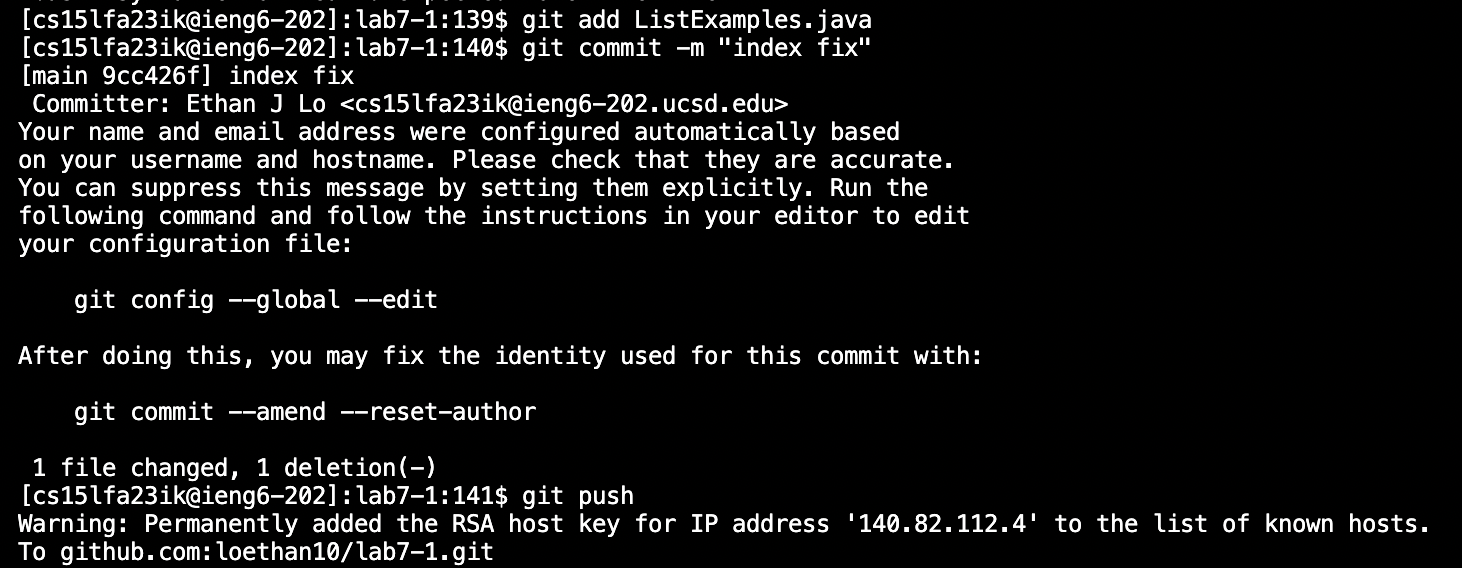 [cs15lfa23ik@ieng6-202]:lab7-1:139$ git add ListExamples.java
[cs15lfa23ik@ieng6-202]:lab7-1:140$ git commit -m "index fix"
[main 9cc426f] index fix
 Committer: Ethan J Lo <cs15lfa23ik@ieng6-202.ucsd.edu>
Your name and email address were configured automatically based
on your username and hostname. Please check that they are accurate.
You can suppress this message by setting them explicitly. Run the
following command and follow the instructions in your editor to edit
your configuration file:

    git config --global --edit

After doing this, you may fix the identity used for this commit with:

    git commit --amend --reset-author

 1 file changed, 1 deletion(-)
[cs15lfa23ik@ieng6-202]:lab7-1:141$ git push
Warning: Permanently added the RSA host key for IP address '140.82.112.4' to the list of known hosts.
To github.com:loethan10/lab7-1.git